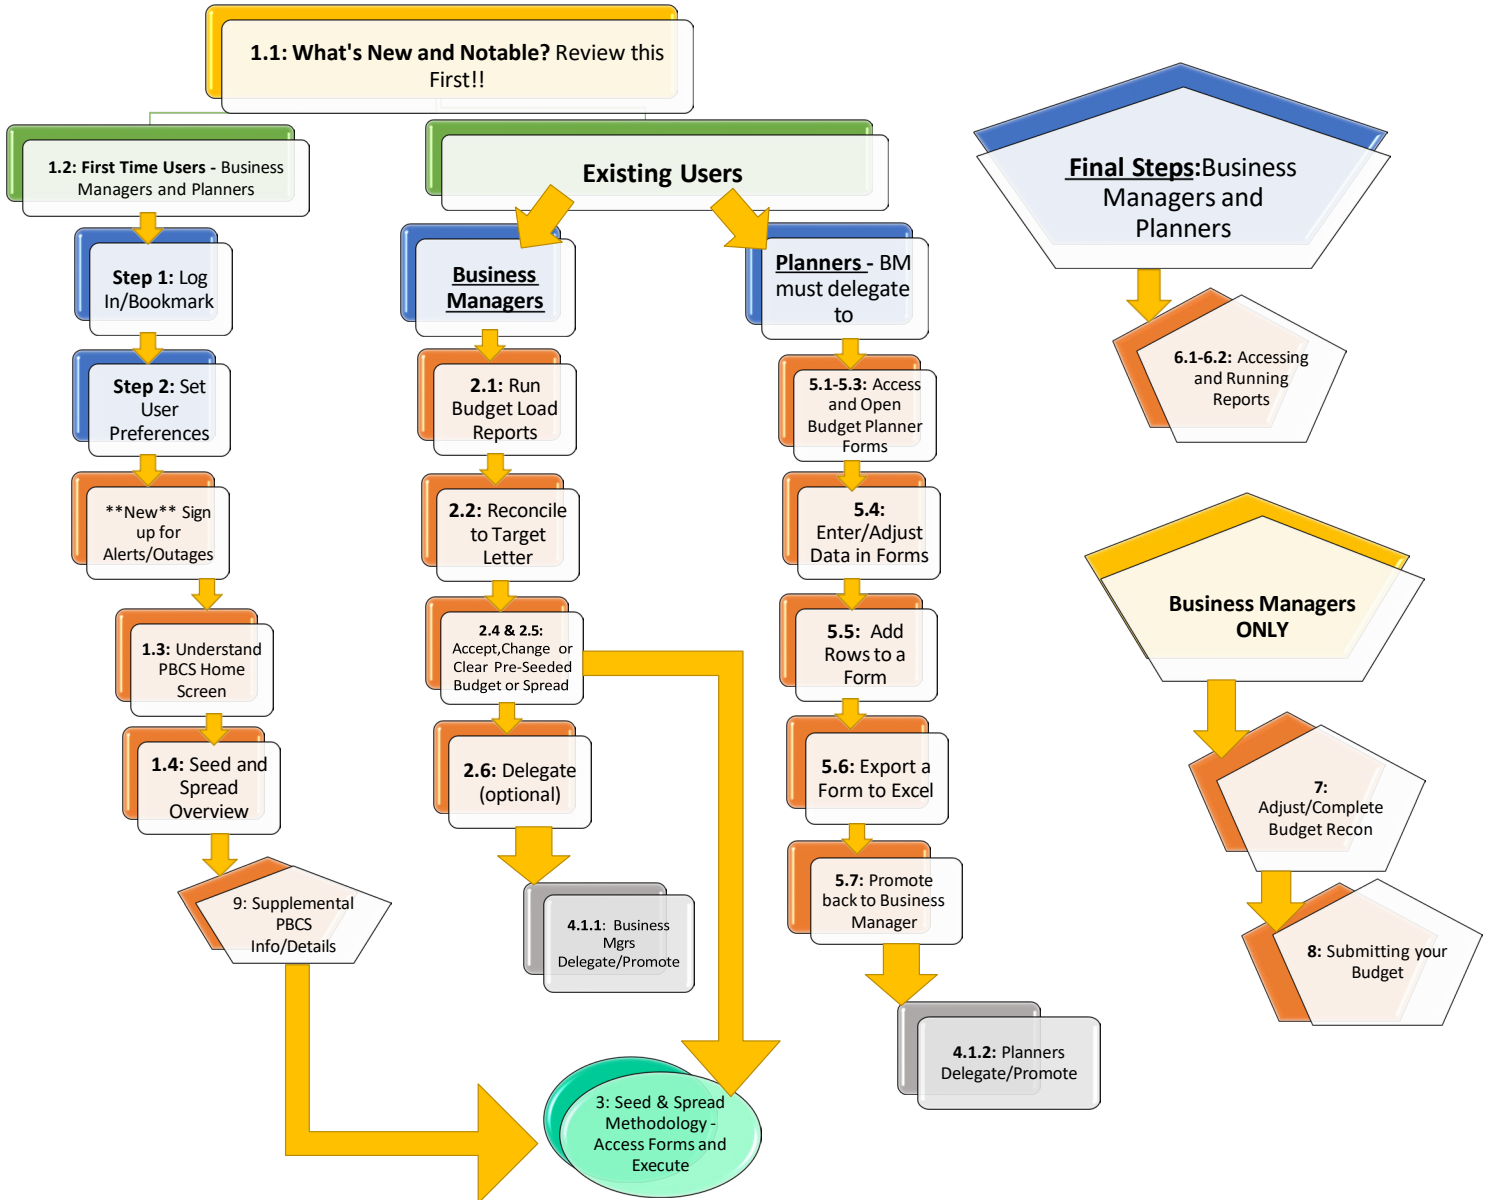 1.1: What's New and Notable? Review this
First!!
1.2: First Time Users - Business
Managers and Planners
Step 1: Log
In/Bookmark
Step 2: Set
User
Preferences
**New** Sign
up for
Alerts/Outages
1.3: Understand
PBCS Home
Screen
1.4: Seed and
Spread
Overview
9: Supplemental
PBCS
Info/Details
Existing Users
Business
Managers
2.1: Run
Budget Load
Reports
2.2: Reconcile
to Target
Letter
2.4 & 2.5:
Accept,Change or
Clear Pre-Seeded
Budget or Spread
2.6: Delegate
(optional)
4.1.1: Business
Mgrs
Delegate/Promote
3: Seed & Spread
Methodology -
Access Forms and
Execute
Planners - BM
must delegate
to
5.1-5.3: Access
and Open
Budget Planner
Forms
5.4:
Enter/Adjust
Data in Forms
5.5: Add
Rows to a
Form
5.6: Export a
Form to Excel
5.7: Promote
back to Business
Manager
4.1.2: Planners
Delegate/Promote
Final Steps:Business
Managers and
Planners
6.1-6.2: Accessing
and Running
Reports
Business Managers
ONLY
7:
Adjust/Complete
Budget Recon
8: Submitting your
Budget